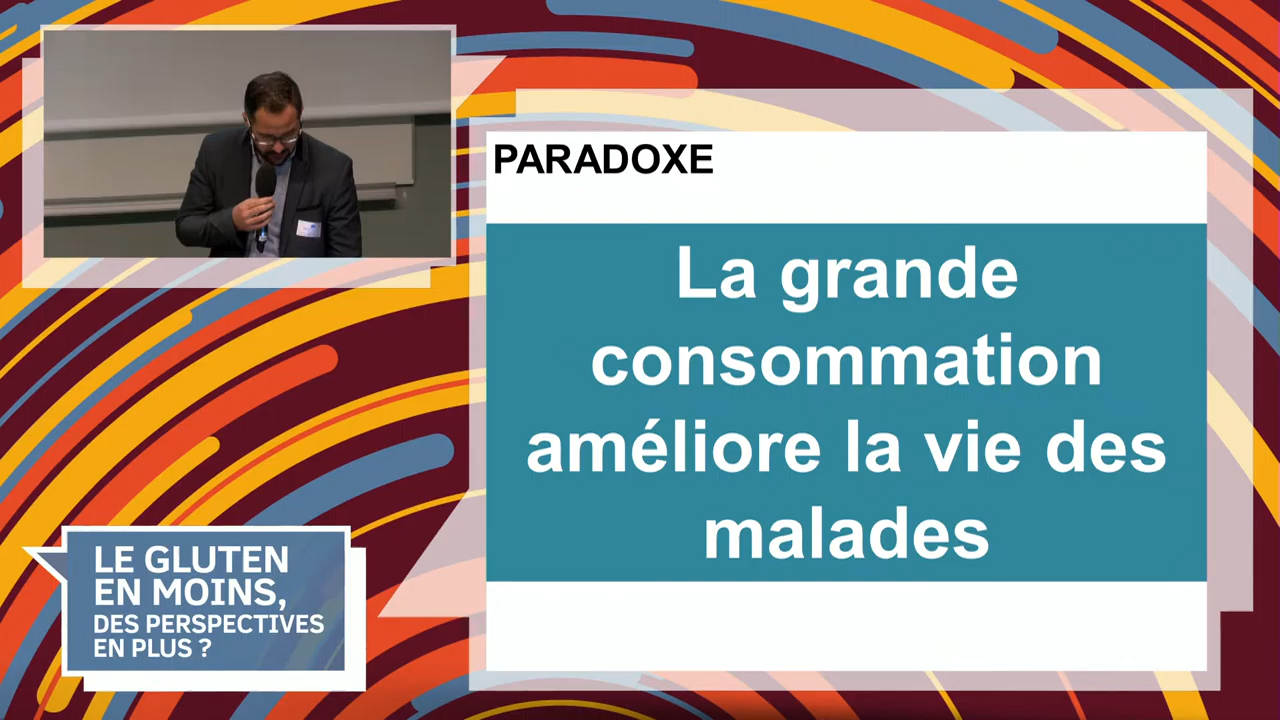 PARADOXE
La grande
consommation
améliore la vie des
malades
LE GLUTEN
EN MOINS,
DES PERSPECTIVES
EN PLUS ?